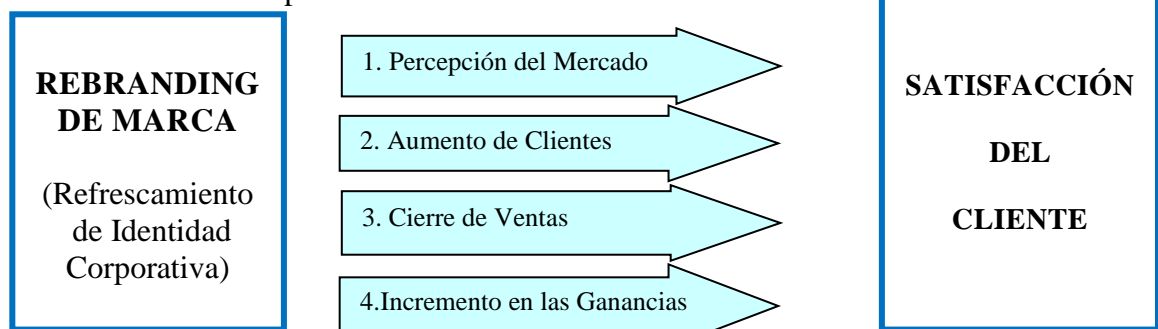 REBRANDING
DE MARCA
(Refrescamiento
de Identidad
Corporativa)
1. Percepción del Mercado
2. Aumento de Clientes
3. Cierre de Ventas
4.Incremento en las Ganancias
SATISFACCIÓN
DEL
CLIENTE